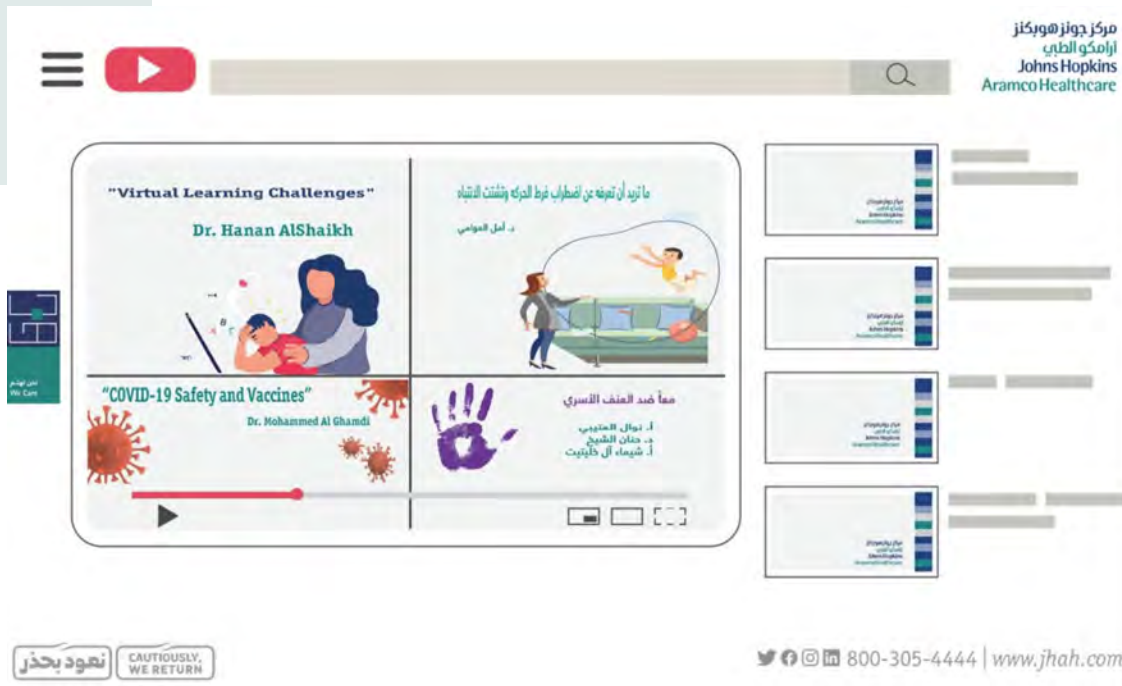 مركز جونز هوبكنز
أرامكو الطبي
Johns Hopkins
Aramco Healthcare
"Virtual Learning Challenges"
Dr. Hanan AlShaikh
ما تريد أن تعرفه عن اضطراب فرط الحركه وتشتت الانتباه
د. أمل العوامي
"COVID-19 Safety and Vaccines"
Dr. Mohammed Al Ghamdi
معاً ضد العنف الأسري
أ. نوال العتيبي
د. حنان الشيخ
أ. شيماء آل خليتيت
نحن نهتم
We Care
نعود بحذر
CAUTIOUSLY,
WE RETURN
800-305-4444 | www.jhah.com